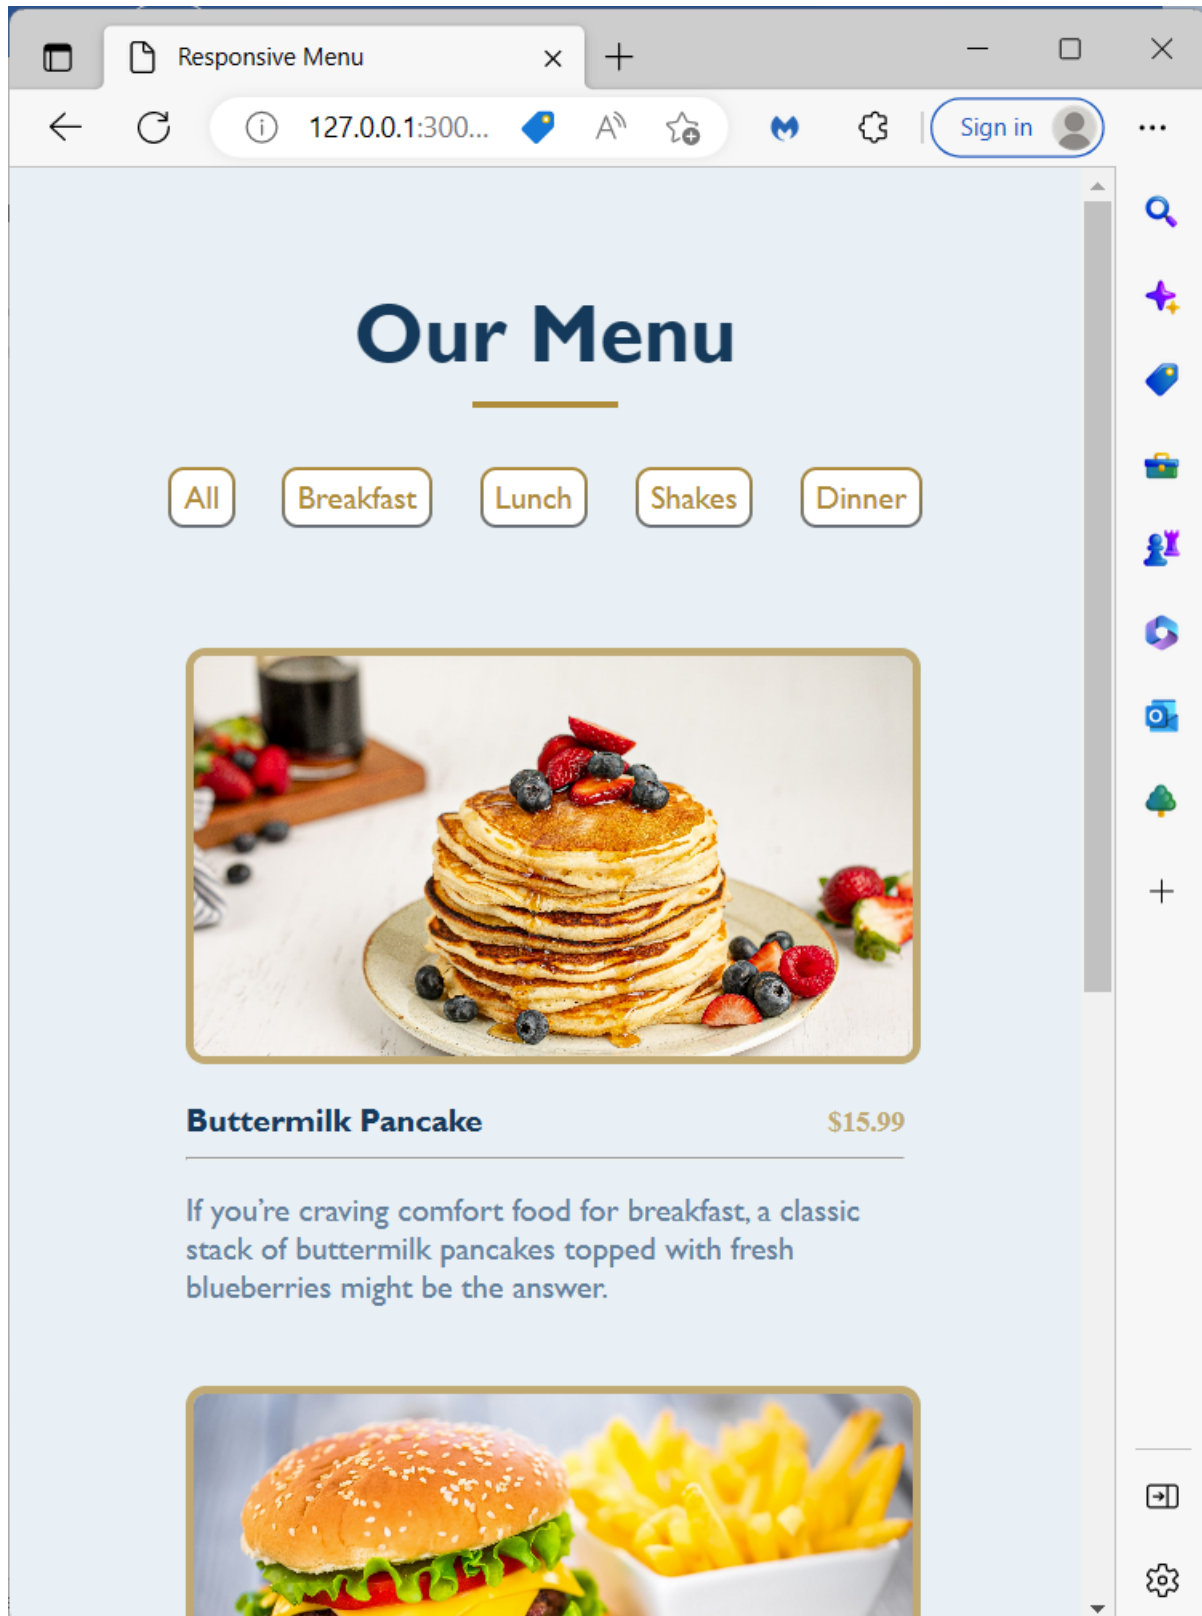 Responsive Menu
127.0.0.1:300...
Sign in
Our Menu
All
Breakfast
Lunch
Shakes
Dinner
Buttermilk Pancake
$15.99
If you’re craving comfort food for breakfast, a classic
stack of buttermilk pancakes topped with fresh
blueberries might be the answer.